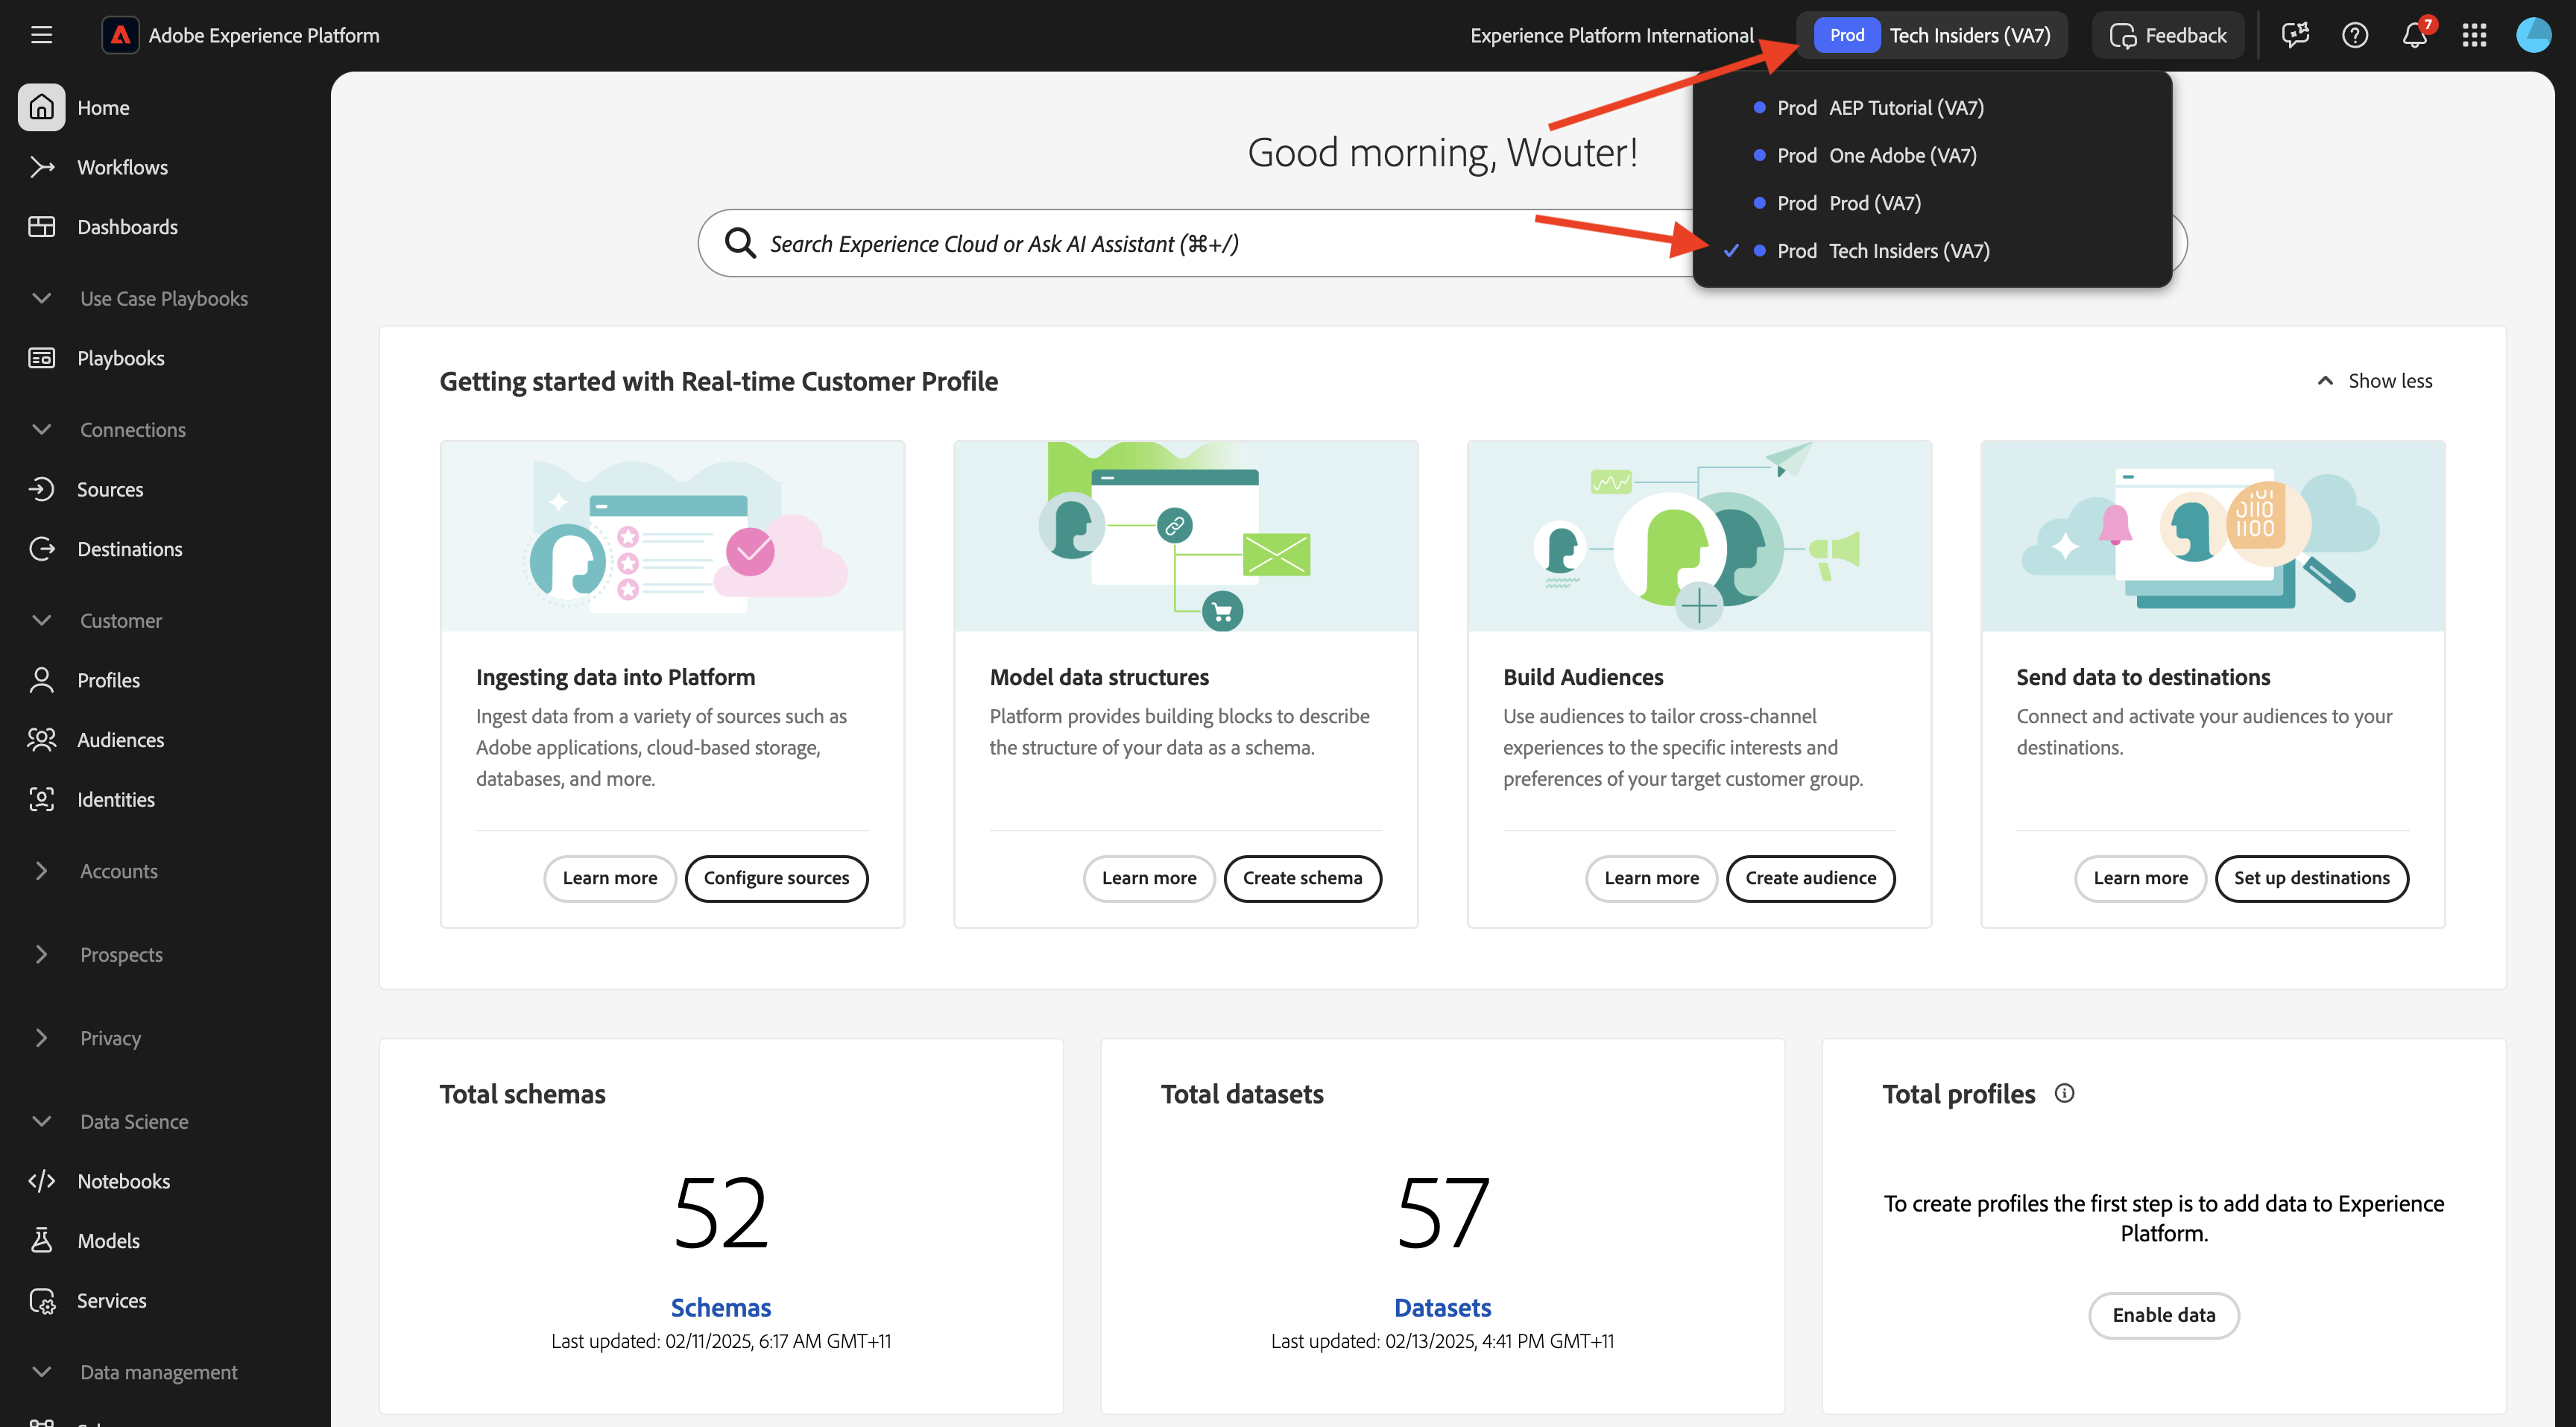 Adobe Experience Platform
Experience Platform International
Prod Tech Insiders (VA7)
Feedback
7
Home
Workflows
Dashboards
Use Case Playbooks
Playbooks
Connections
Sources
Destinations
Customer
Profiles
Audiences
Identities
Accounts
Prospects
Privacy
Data Science
Notebooks
Models
Services
Data management
Prod AEP Tutorial (VA7)
Prod One Adobe (VA7)
Prod Prod (VA7)
Prod Tech Insiders (VA7)
Good morning, Wouter!
Search Experience Cloud or Ask AI Assistant (⌘+/)
Getting started with Real-time Customer Profile
Show less
Ingesting data into Platform
Ingest data from a variety of sources such as
Adobe applications, cloud-based storage,
databases, and more.
Learn more
Configure sources
Model data structures
Platform provides building blocks to describe
the structure of your data as a schema.
Learn more
Create schema
Build Audiences
Use audiences to tailor cross-channel
experiences to the specific interests and
preferences of your target customer group.
Learn more
Create audience
Send data to destinations
Connect and activate your audiences to your
destinations.
Learn more
Set up destinations
Total schemas
52
Schemas
Last updated: 02/11/2025, 6:17 AM GMT+11
Total datasets
57
Datasets
Last updated: 02/13/2025, 4:41 PM GMT+11
Total profiles
To create profiles the first step is to add data to Experience
Platform.
Enable data